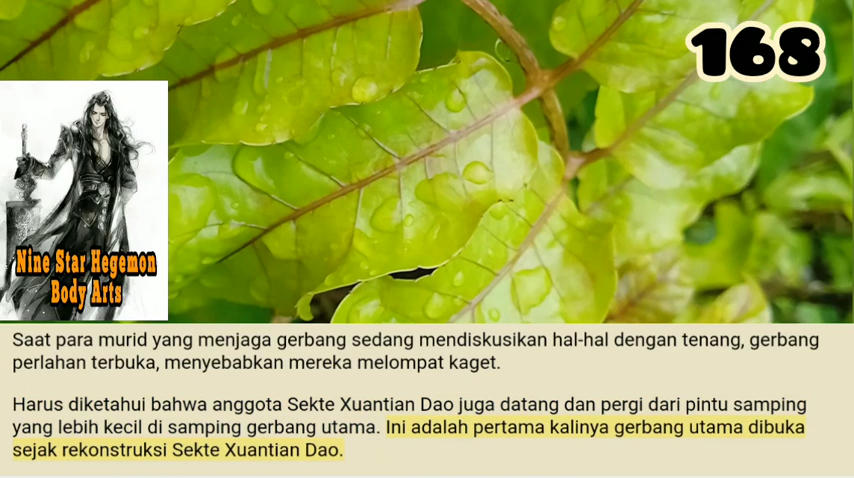 168
Nine Star Hegemon
Body Arts
Saat para murid yang menjaga gerbang sedang mendiskusikan hal-hal dengan tenang, gerbang
perlahan terbuka, menyebabkan mereka melompat kaget.
Harus diketahui bahwa anggota Sekte Xuantian Dao juga datang dan pergi dari pintu samping
yang lebih kecil di samping gerbang utama. Ini adalah pertama kalinya gerbang utama dibuka
sejak rekonstruksi Sekte Xuantian Dao.